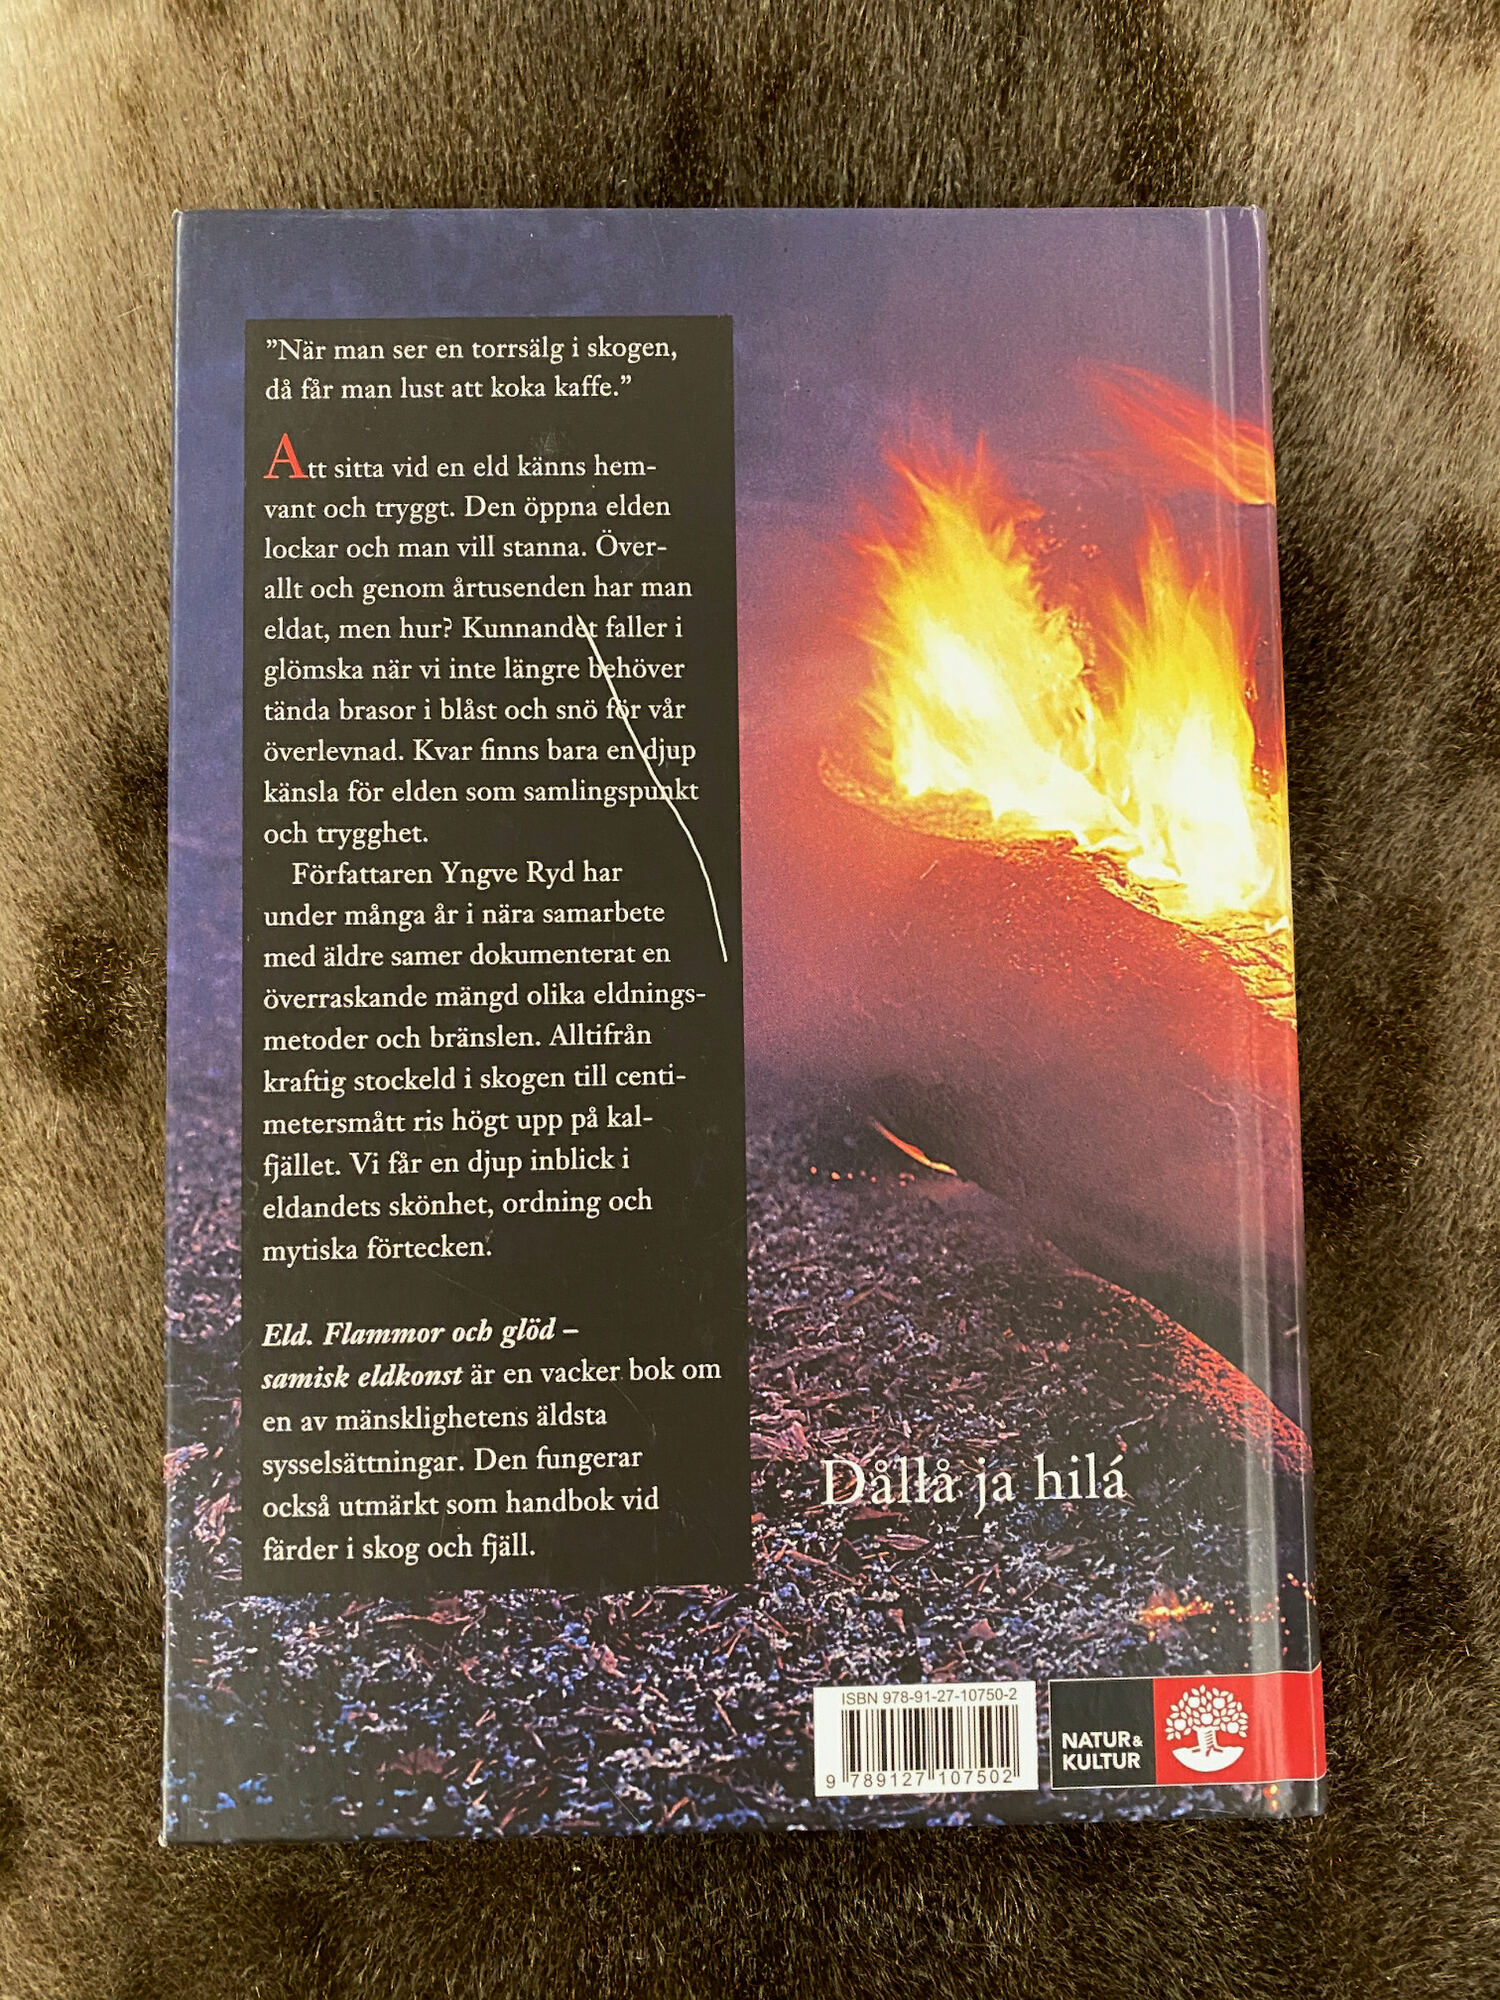 ”När man ser en torrsälg i skogen,
då får man lust att koka kaffe.”
Att sitta vid en eld känns hem-
vant och tryggt. Den öppna elden
lockar och man vill stanna. Över-
allt och genom årtusenden har man
eldat, men hur? Kunnandet faller i
glömska när vi inte längre behöver
tända brasor i blåst och snö för vår
överlevnad. Kvar finns bara en djup
känsla för elden som samlingspunkt
och trygghet.
Författaren Yngve Ryd har
under många år i nära samarbete
med äldre samer dokumenterat en
överraskande mängd olika eldnings-
metoder och bränslen. Alltifrån
kraftig stockeld i skogen till centi-
metersmått ris högt upp på kal-
fjället. Vi får en djup inblick i
eldandets skönhet, ordning och
mytiska förtecken.
Eld. Flammor och glöd –
samisk eldkonst är en vacker bok om
en av mänsklighetens äldsta
sysselsättningar. Den fungerar
också utmärkt som handbok vid
färder i skog och fjäll.
Dållå ja hilá
ISBN 978-91-27-10750-2
9 789127 107502
NATUR &
KULTUR